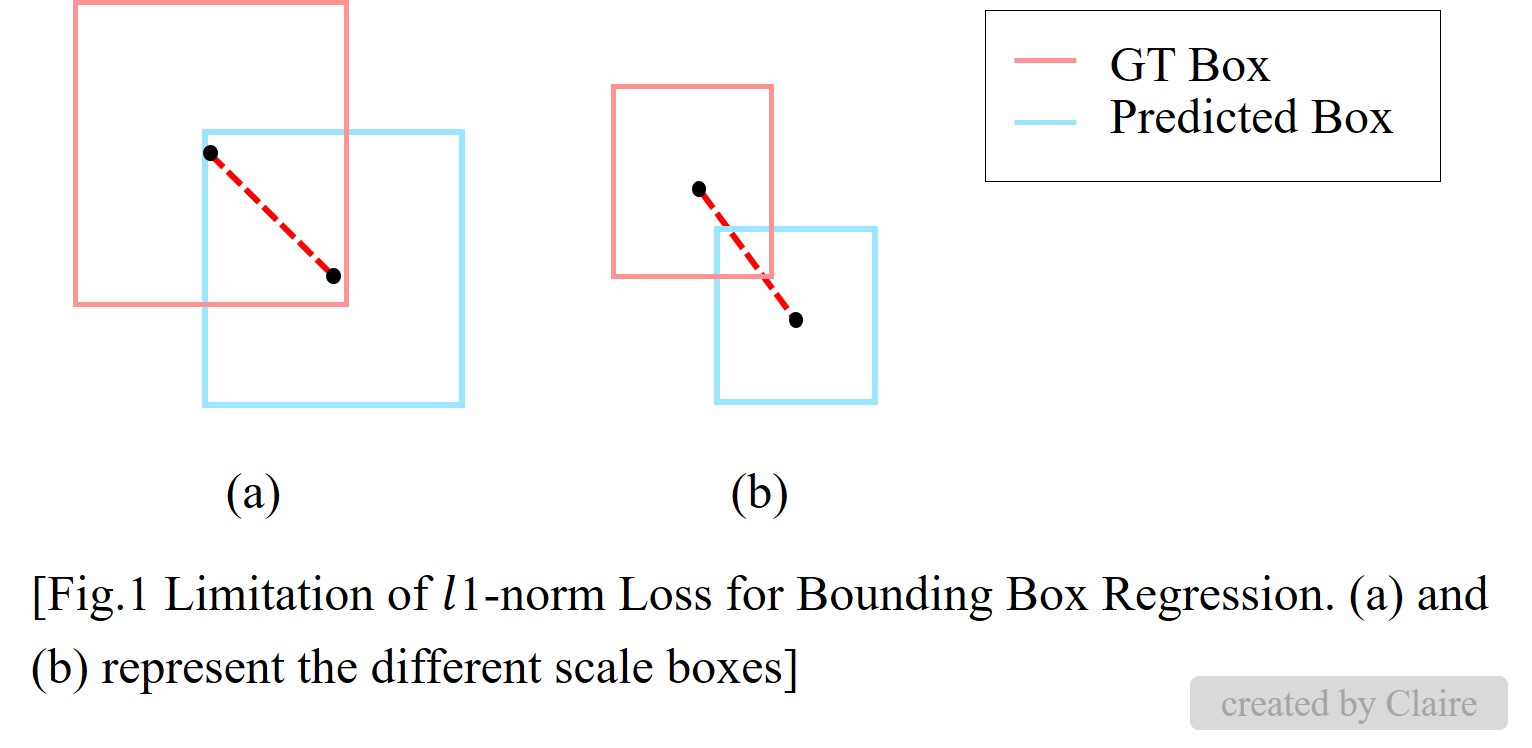 GT Box
Predicted Box
(a)
(b)
[Fig.1 Limitation of l1-norm Loss for Bounding Box Regression. (a) and
(b) represent the different scale boxes]
created by Claire